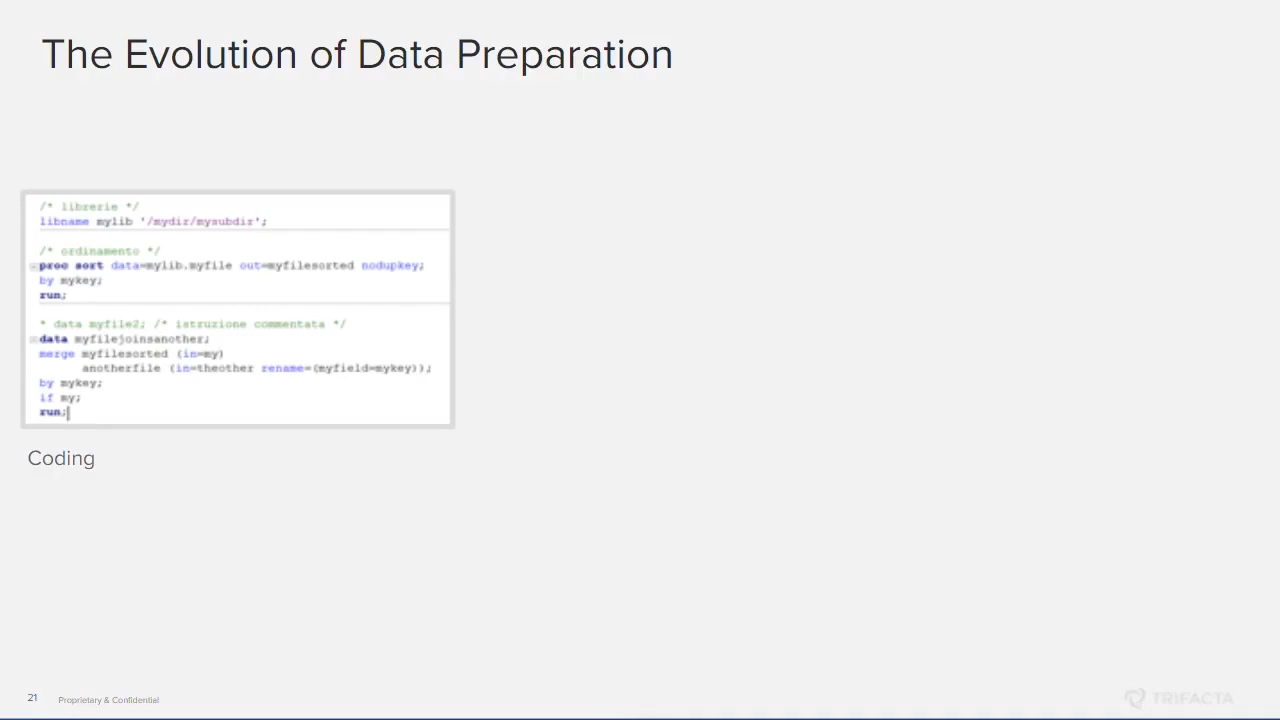 The Evolution of Data Preparation
/* librerie */
libname mylib '/mydir/mysubdir';
/* ordinamento */
proc sort data=mylib.myfile out=myfilesorted nodupkey;
by mykey;
run;
* data myfile2; /* istruzione commentata */
data myfilejoinsanother;
merge myfilesorted (in=my)
anotherfile (in=theother rename=(myfield=mykey));
by mykey;
if my;
run;
Coding
21 Proprietary & Confidential
TRIFACTA